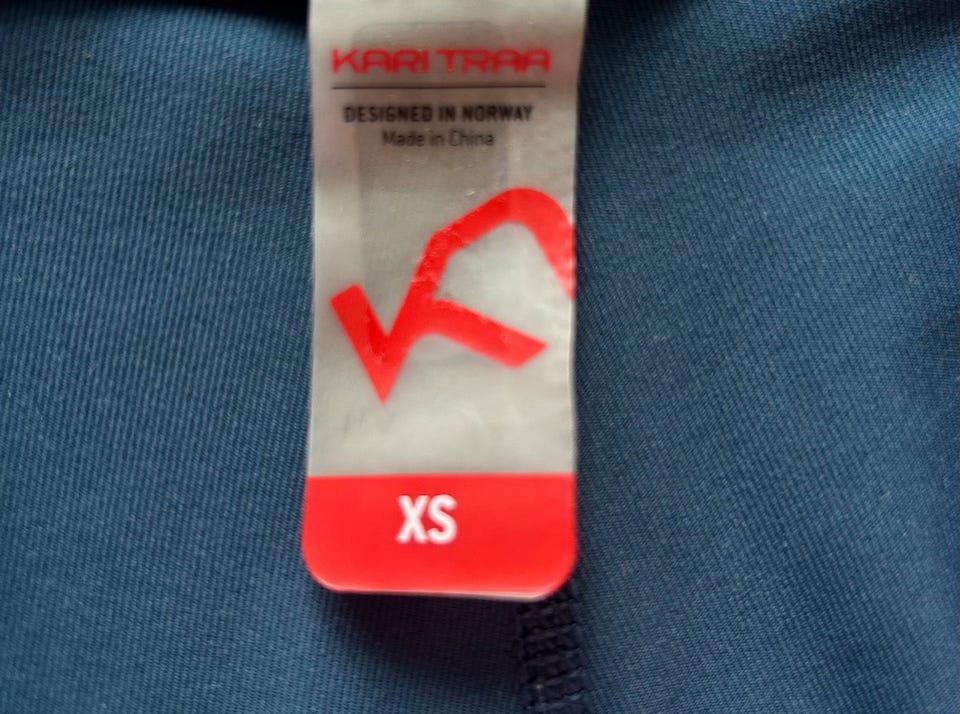 KARI TRAA
DESIGNED IN NORWAY
Made in China
XS